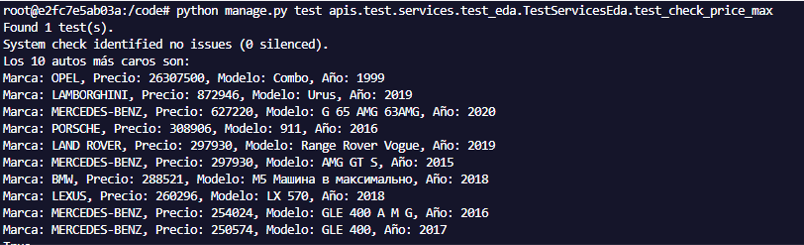 root@e2fc7e5ab03a:/code# python manage.py test apis.test.services.test_eda.TestServicesEda.test_check_price_max
Found 1 test(s).
System check identified no issues (0 silenced).
Los 10 autos más caros son:
Marca: OPEL, Precio: 26307500, Modelo: Combo, Año: 1999
Marca: LAMBORGHINI, Precio: 872946, Modelo: Urus, Año: 2019
Marca: MERCEDES-BENZ, Precio: 627220, Modelo: G 65 AMG 63AMG, Año: 2020
Marca: PORSCHE, Precio: 308906, Modelo: 911, Año: 2016
Marca: LAND ROVER, Precio: 297930, Modelo: Range Rover Vogue, Año: 2019
Marca: MERCEDES-BENZ, Precio: 297930, Modelo: AMG GT S, Año: 2015
Marca: BMW, Precio: 288521, Modelo: M5 Машина в максимально, Año: 2018
Marca: LEXUS, Precio: 260296, Modelo: LX 570, Año: 2018
Marca: MERCEDES-BENZ, Precio: 254024, Modelo: GLE 400 A M G, Año: 2016
Marca: MERCEDES-BENZ, Precio: 250574, Modelo: GLE 400, Año: 2017